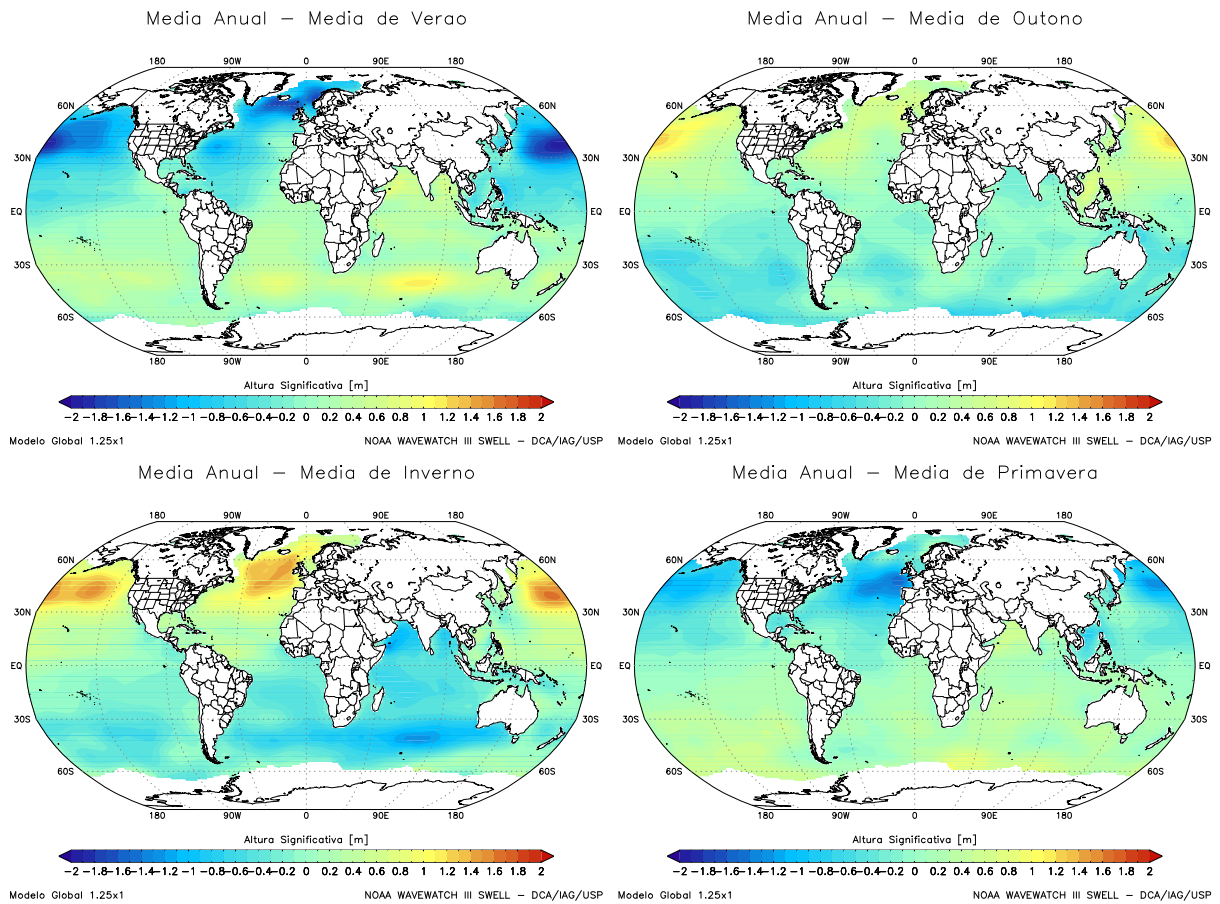 Media Anual − Media de Verao
180 90W 0 90E 180
60N 60N
30N 30N
EQ EQ
30S 30S
60S 60S
180 90W 0 90E 180
Altura Significativa [m]
−2 −1.8 −1.6 −1.4 −1.2 −1 −0.8 −0.6 −0.4 −0.2 0 0.2 0.4 0.6 0.8 1 1.2 1.4 1.6 1.8 2
Modelo Global 1.25x1 NOAA WAVEWATCH III SWELL − DCA/IAG/USP
Media Anual − Media de Outono
180 90W 0 90E 180
60N 60N
30N 30N
EQ EQ
30S 30S
60S 60S
180 90W 0 90E 180
Altura Significativa [m]
−2 −1.8 −1.6 −1.4 −1.2 −1 −0.8 −0.6 −0.4 −0.2 0 0.2 0.4 0.6 0.8 1 1.2 1.4 1.6 1.8 2
Modelo Global 1.25x1 NOAA WAVEWATCH III SWELL − DCA/IAG/USP
Media Anual − Media de Inverno
180 90W 0 90E 180
60N 60N
30N 30N
EQ EQ
30S 30S
60S 60S
180 90W 0 90E 180
Altura Significativa [m]
−2 −1.8 −1.6 −1.4 −1.2 −1 −0.8 −0.6 −0.4 −0.2 0 0.2 0.4 0.6 0.8 1 1.2 1.4 1.6 1.8 2
Modelo Global 1.25x1 NOAA WAVEWATCH III SWELL − DCA/IAG/USP
Media Anual − Media de Primavera
180 90W 0 90E 180
60N 60N
30N 30N
EQ EQ
30S 30S
60S 60S
180 90W 0 90E 180
Altura Significativa [m]
−2 −1.8 −1.6 −1.4 −1.2 −1 −0.8 −0.6 −0.4 −0.2 0 0.2 0.4 0.6 0.8 1 1.2 1.4 1.6 1.8 2
Modelo Global 1.25x1 NOAA WAVEWATCH III SWELL − DCA/IAG/USP